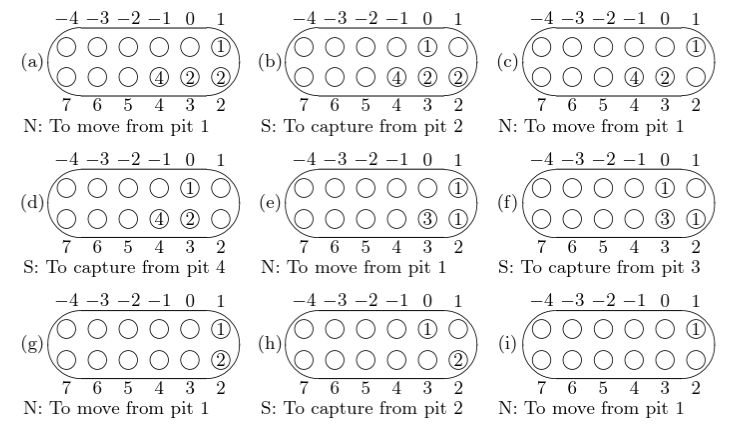 −4 −3 −2 −1 0 1 −4 −3 −2 −1 0 1 −4 −3 −2 −1 0 1
1 1 1
(a) (b) (c)
4 2 2 4 2 2 4 2
7 6 5 4 3 2 7 6 5 4 3 2 7 6 5 4 3 2
N: To move from pit 1 S: To capture from pit 2 N: To move from pit 1
−4 −3 −2 −1 0 1 −4 −3 −2 −1 0 1 −4 −3 −2 −1 0 1
1 1 1
(d) (e) (f)
4 2 3 1 3 1
7 6 5 4 3 2 7 6 5 4 3 2 7 6 5 4 3 2
S: To capture from pit 4 N: To move from pit 1 S: To capture from pit 3
−4 −3 −2 −1 0 1 −4 −3 −2 −1 0 1 −4 −3 −2 −1 0 1
1 1 1
(g) (h) (i)
2 2
7 6 5 4 3 2 7 6 5 4 3 2 7 6 5 4 3 2
N: To move from pit 1 S: To capture from pit 2 N: To move from pit 1